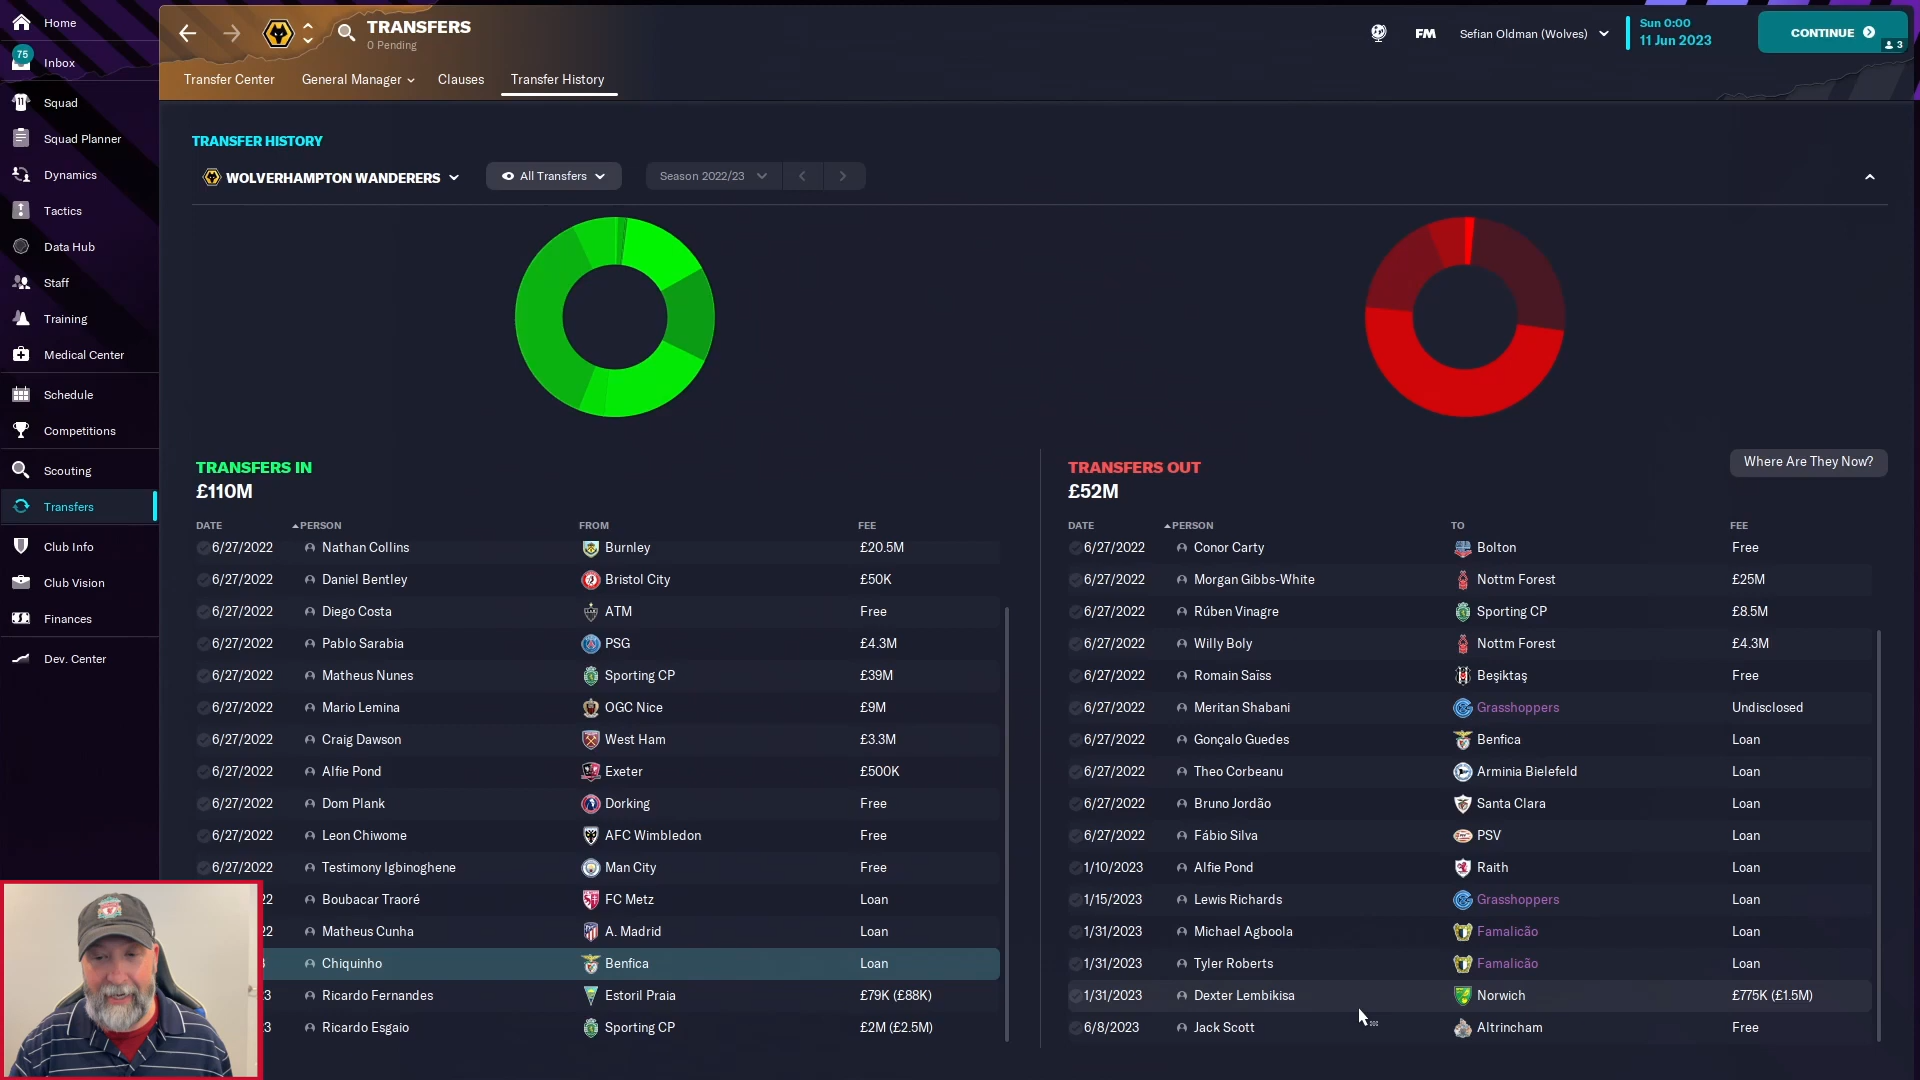 Home
75
Inbox
Squad
Squad Planner
Dynamics
Tactics
Data Hub
Staff
Training
Medical Center
Schedule
Competitions
Scouting
Transfers
Club Info
Club Vision
Finances
Dev. Center
TRANSFERS
0 Pending
FM
Sefian Oldman (Wolves)
Sun 0:00
11 Jun 2023
CONTINUE
3
Transfer Center
General Manager
Clauses
Transfer History
TRANSFER HISTORY
WOLVERHAMPTON WANDERERS
All Transfers
Season 2022/23
TRANSFERS IN
£110M
DATE PERSON FROM FEE
6/27/2022 Nathan Collins Burnley £20.5M
6/27/2022 Daniel Bentley Bristol City £50K
6/27/2022 Diego Costa ATM Free
6/27/2022 Pablo Sarabia PSG £4.3M
6/27/2022 Matheus Nunes Sporting CP £39M
6/27/2022 Mario Lemina OGC Nice £9M
6/27/2022 Craig Dawson West Ham £3.3M
6/27/2022 Alfie Pond Exeter £500K
6/27/2022 Dom Plank Dorking Free
6/27/2022 Leon Chiwome AFC Wimbledon Free
6/27/2022 Testimony Igbinoghene Man City Free
22 Boubacar Traoré FC Metz Loan
22 Matheus Cunha A. Madrid Loan
3 Chiquinho Benfica Loan
3 Ricardo Fernandes Estoril Praia £79K (£88K)
3 Ricardo Esgaio Sporting CP £2M (£2.5M)
TRANSFERS OUT
£52M
Where Are They Now?
DATE PERSON TO FEE
6/27/2022 Conor Carty Bolton Free
6/27/2022 Morgan Gibbs-White Nottm Forest £25M
6/27/2022 Rúben Vinagre Sporting CP £8.5M
6/27/2022 Willy Boly Nottm Forest £4.3M
6/27/2022 Romain Saïss Beşiktaş Free
6/27/2022 Meritan Shabani Grasshoppers Undisclosed
6/27/2022 Gonçalo Guedes Benfica Loan
6/27/2022 Theo Corbeanu Arminia Bielefeld Loan
6/27/2022 Bruno Jordão Santa Clara Loan
6/27/2022 Fábio Silva PSV Loan
1/10/2023 Alfie Pond Raith Loan
1/15/2023 Lewis Richards Grasshoppers Loan
1/31/2023 Michael Agboola Famalicão Loan
1/31/2023 Tyler Roberts Famalicão Loan
1/31/2023 Dexter Lembikisa Norwich £775K (£1.5M)
6/8/2023 Jack Scott Altrincham Free